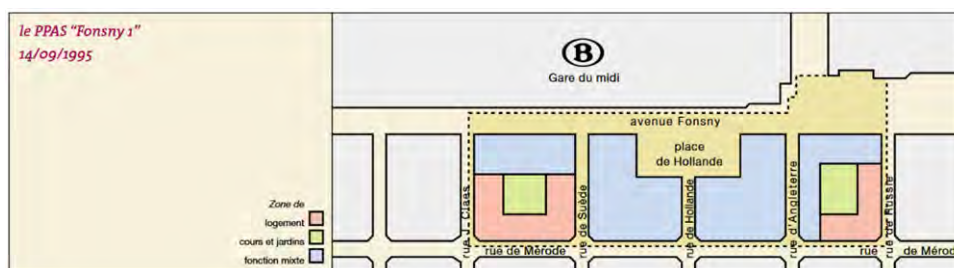 le PPAS “Fonsny 1”
14/09/1995
B
Gare du midi
avenue Fonsny
place
de Hollande
rue J. Claes
rue de Suède
rue de Hollande
rue d'Angleterre
rue de Russie
rue de Mérode
rue de Mérode
Zone de
logement
cours et jardins
fonction mixte